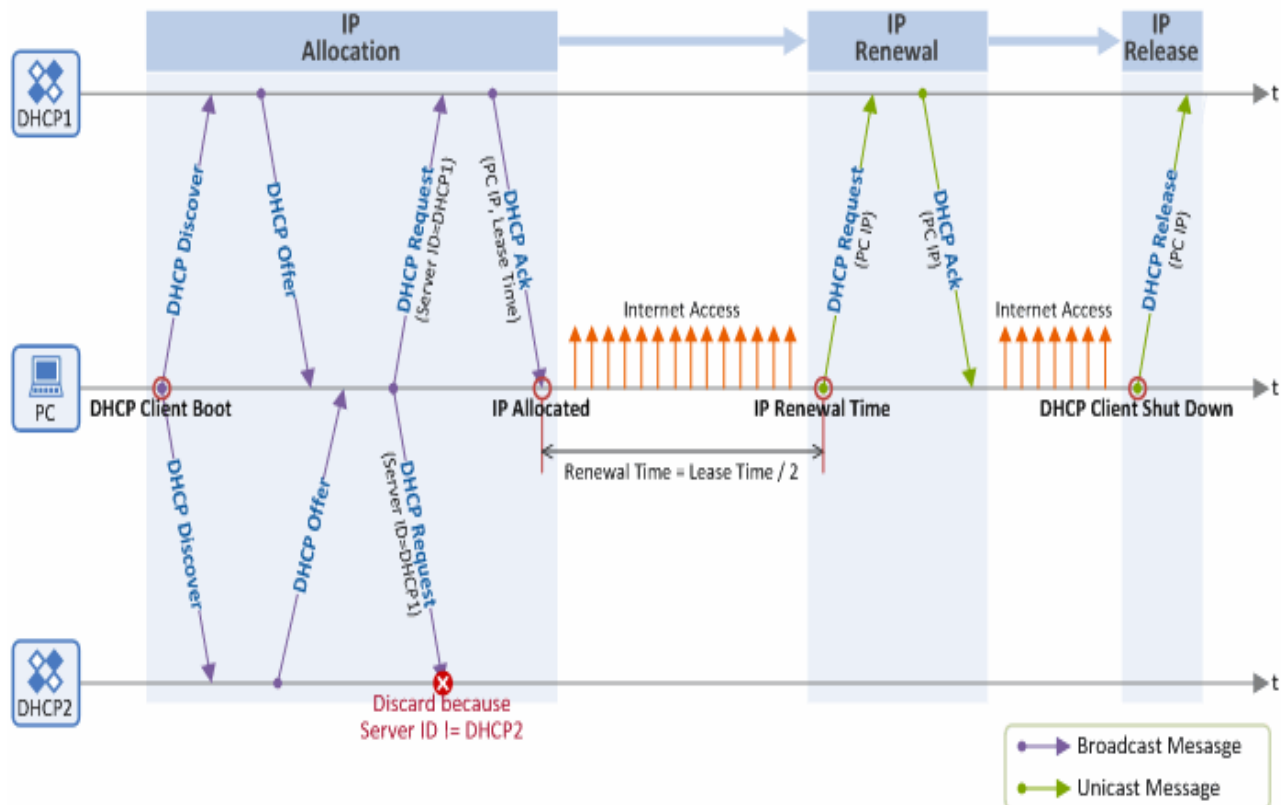 IP
Allocation
IP
Renewal
IP
Release
DHCP1
t
DHCP Discover
DHCP Offer
DHCP Request
(Server ID=DHCP1)
DHCP Ack
(PC IP, Lease Time)
DHCP Request
(PC IP)
DHCP Ack
(PC IP)
DHCP Release
(PC IP)
Internet Access
Internet Access
PC
DHCP Client Boot
IP Allocated
IP Renewal Time
DHCP Client Shut Down
t
Renewal Time = Lease Time / 2
DHCP Discover
DHCP Offer
DHCP Request
(Server ID=DHCP1)
DHCP2
t
Discard because
Server ID != DHCP2
Broadcast Mesasge
Unicast Message